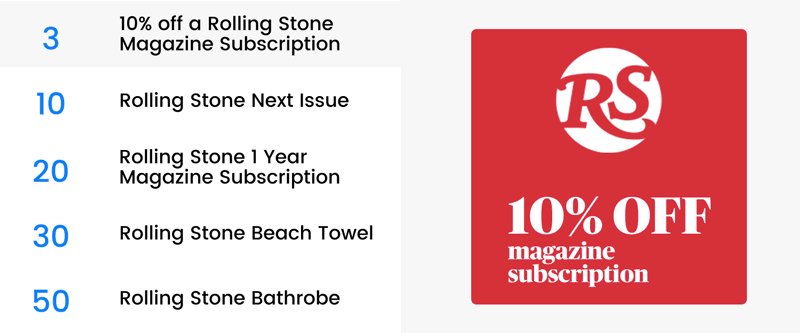 3
10% off a Rolling Stone
Magazine Subscription
10
Rolling Stone Next Issue
20
Rolling Stone 1 Year
Magazine Subscription
30
Rolling Stone Beach Towel
50
Rolling Stone Bathrobe
RS
10% OFF
magazine
subscription